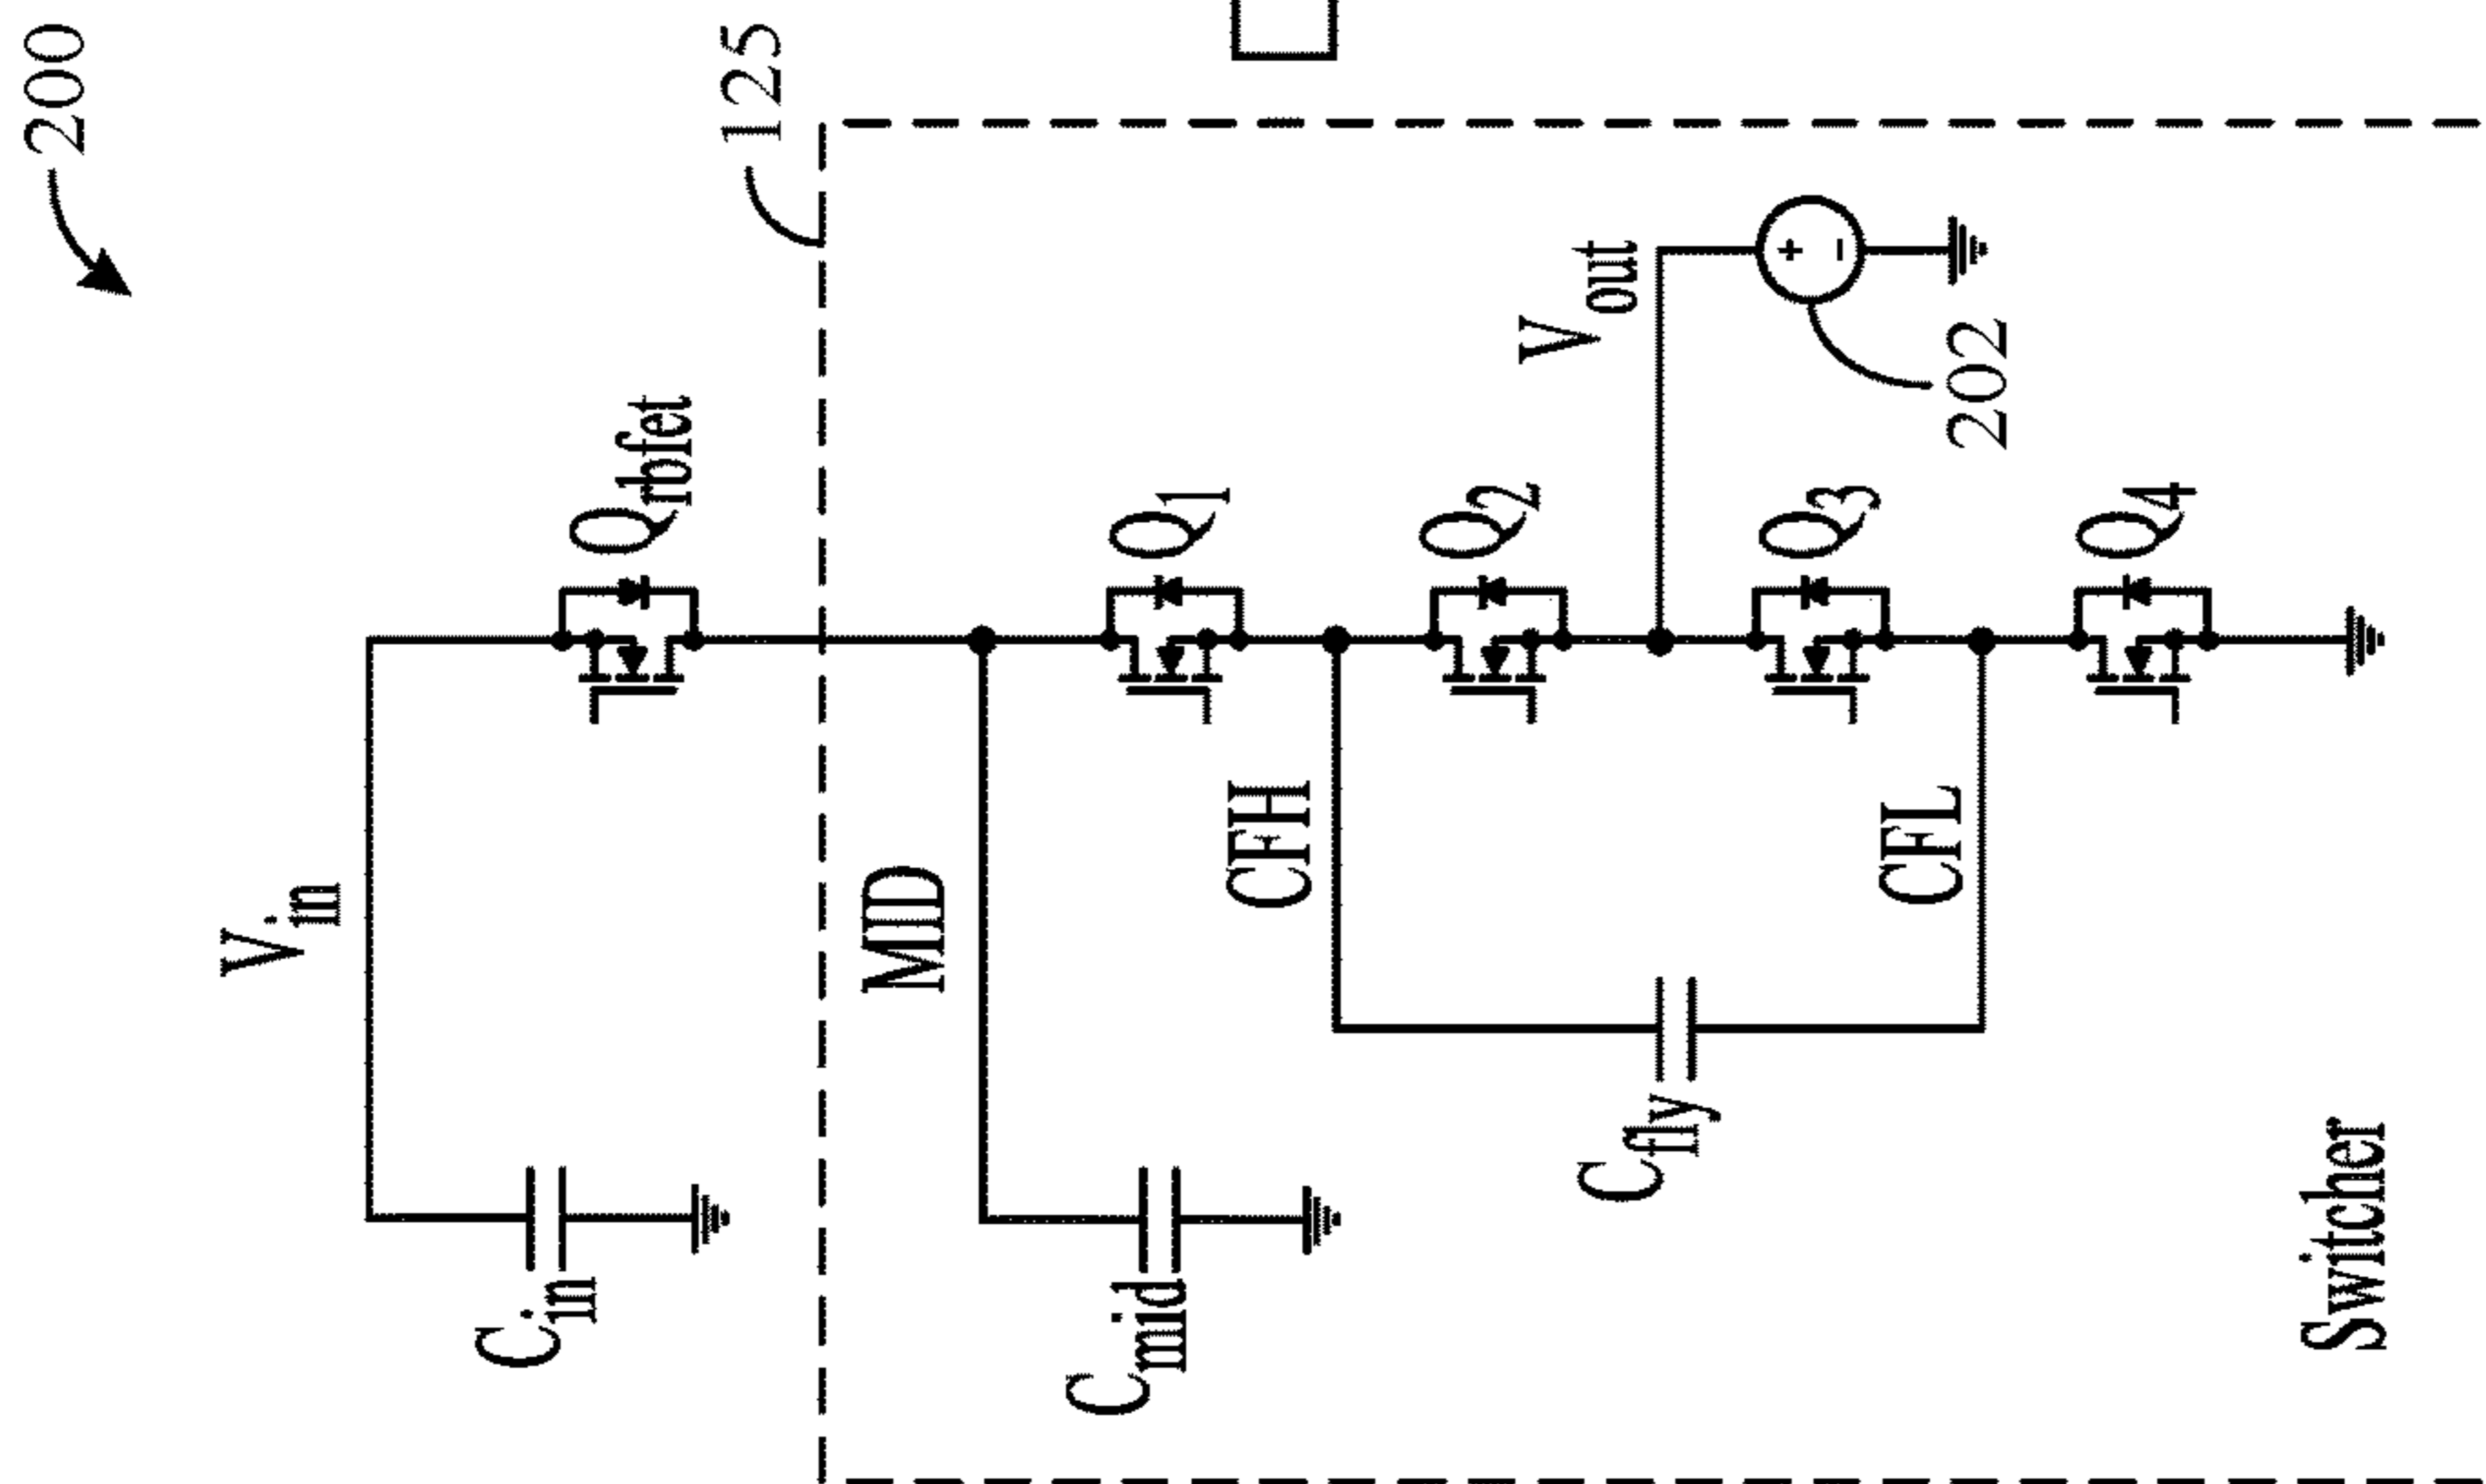 200
125
Vin
Cin
Qrbfet
MID
Cmid
Q1
CFH
Q2
Vout
Cfly
202
Q3
CFL
Q4
Switcher